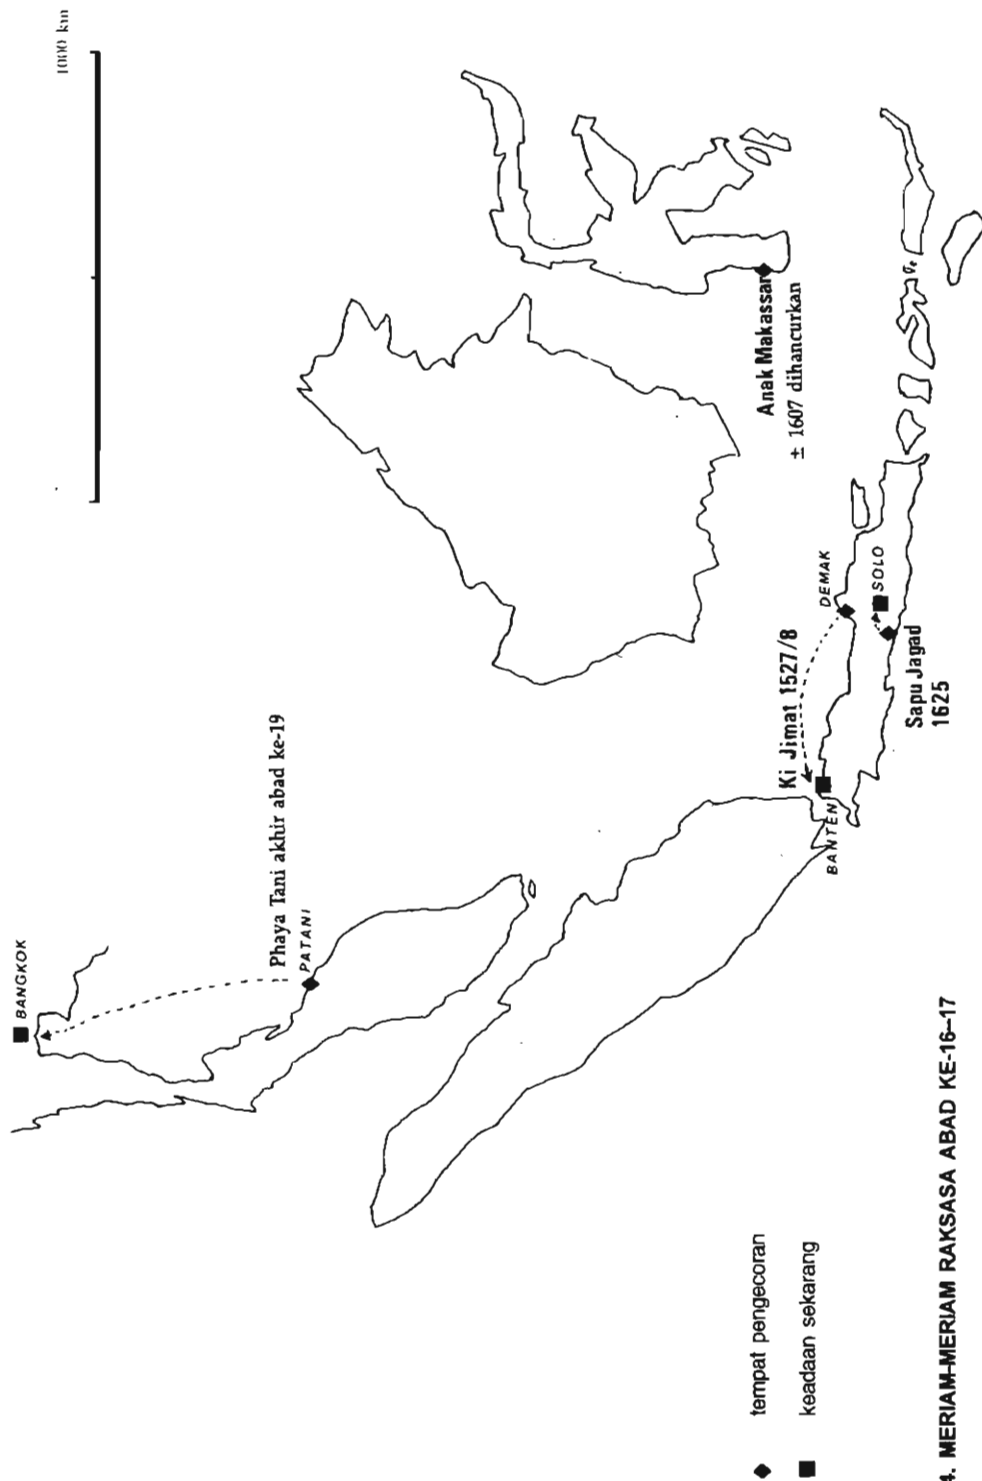 1000 km
BANGKOK
Phaya Tani akhir abad ke-19
PATANI
Anak Makassar
± 1607 dihancurkan
DEMAK
SOLO
Ki Jimat 1527/8
BANTEN
Sapu Jagad
1625
tempat pengecoran
keadaan sekarang
4. MERIAM-MERIAM RAKSASA ABAD KE-16–17